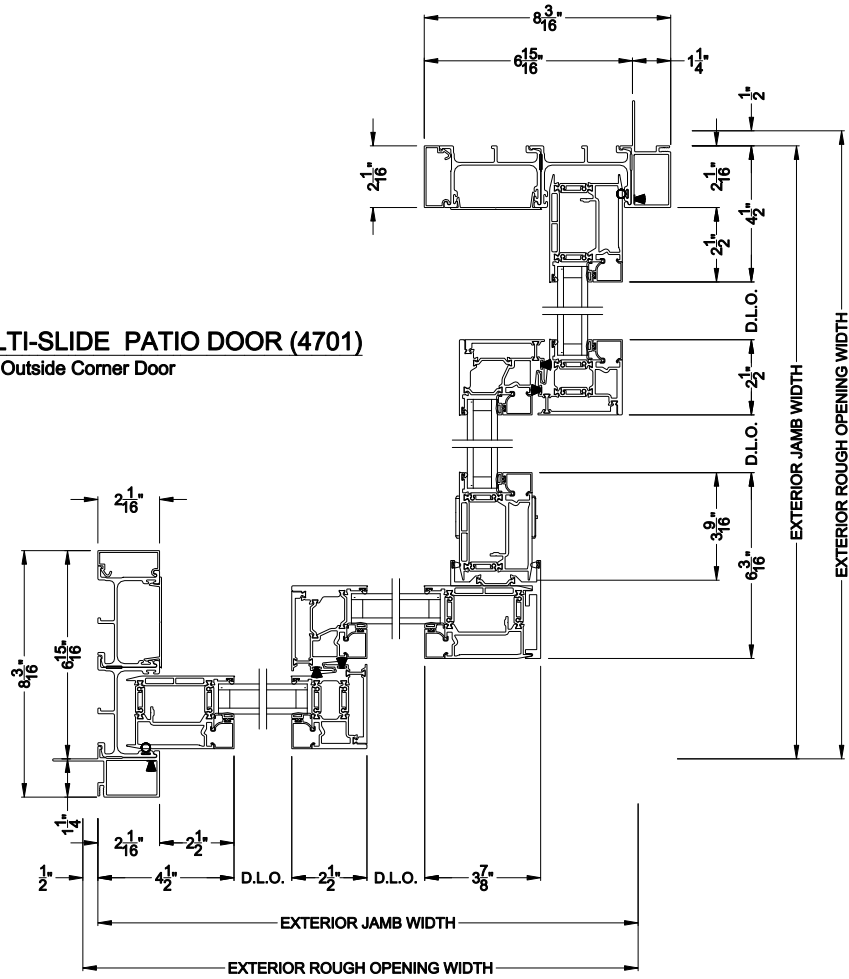 8 3/16"
6 15/16"
1 1/4"
1/2"
2 1/16"
2 1/16"
4 1/2"
2 1/2"
D.L.O.
LTI-SLIDE PATIO DOOR (4701)
Outside Corner Door
2 1/2"
D.L.O.
EXTERIOR JAMB WIDTH
EXTERIOR ROUGH OPENING WIDTH
2 1/16"
3 9/16"
6 3/16"
8 3/16"
6 15/16"
1 1/4"
2 1/16"
2 1/2"
1/2"
4 1/2"
D.L.O.
2 1/2"
D.L.O.
3 7/8"
EXTERIOR JAMB WIDTH
EXTERIOR ROUGH OPENING WIDTH